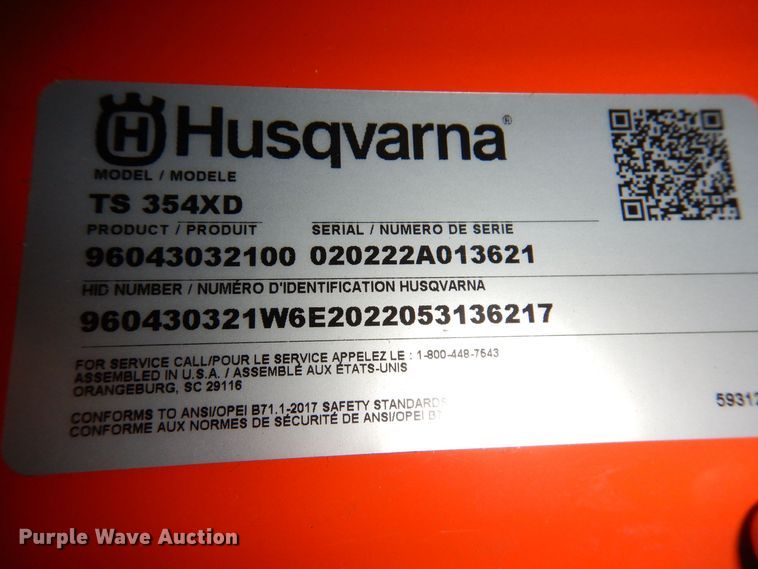 H Husqvarna®
MODEL / MODELE
TS 354XD
PRODUCT / PRODUIT SERIAL / NUMERO DE SERIE
96043032100 020222A013621
HID NUMBER / NUMÉRO D'IDENTIFICATION HUSQVARNA
960430321W6E2022053136217
FOR SERVICE CALL/POUR LE SERVICE APPELEZ LE : 1-800-448-7543
ASSEMBLED IN U.S.A. / ASSEMBLÉ AUX ÉTATS-UNIS
ORANGEBURG, SC 29116
CONFORMS TO ANSI/OPEI B71.1-2017 SAFETY STANDARDS
CONFORME AUX NORMES DE SÉCURITÉ DE ANSI/OPEI
Purple Wave Auction